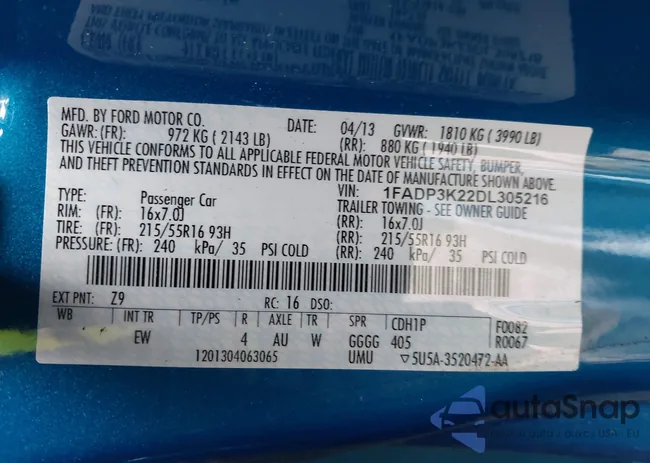 MFD. BY FORD MOTOR CO. DATE: 04/13 GVWR: 1810 KG ( 3990 LB)
GAWR: (FR): 972 KG ( 2143 LB) (RR): 880 KG ( 1940 LB)
THIS VEHICLE CONFORMS TO ALL APPLICABLE FEDERAL MOTOR VEHICLE SAFETY, BUMPER,
AND THEFT PREVENTION STANDARDS IN EFFECT ON THE DATE OF MANUFACTURE SHOWN ABOVE.
VIN: 1FADP3K22DL305216
TYPE: Passenger Car TRAILER TOWING - SEE OWNER GUIDE
RIM: (FR): 16x7.0J (RR): 16x7.0J
TIRE: (FR): 215/55R16 93H (RR): 215/55R16 93H
PRESSURE: (FR): 240 kPa/ 35 PSI COLD (RR): 240 kPa/ 35 PSI COLD
EXT PNT: Z9 RC: 16 DSO:
WB INT TR TP/PS R AXLE TR SPR CDH1P F0082
EW 4 AU W GGGG 405 R0067
1201304063065 UMU ▽5U5A-3520472-AA
autoSnap